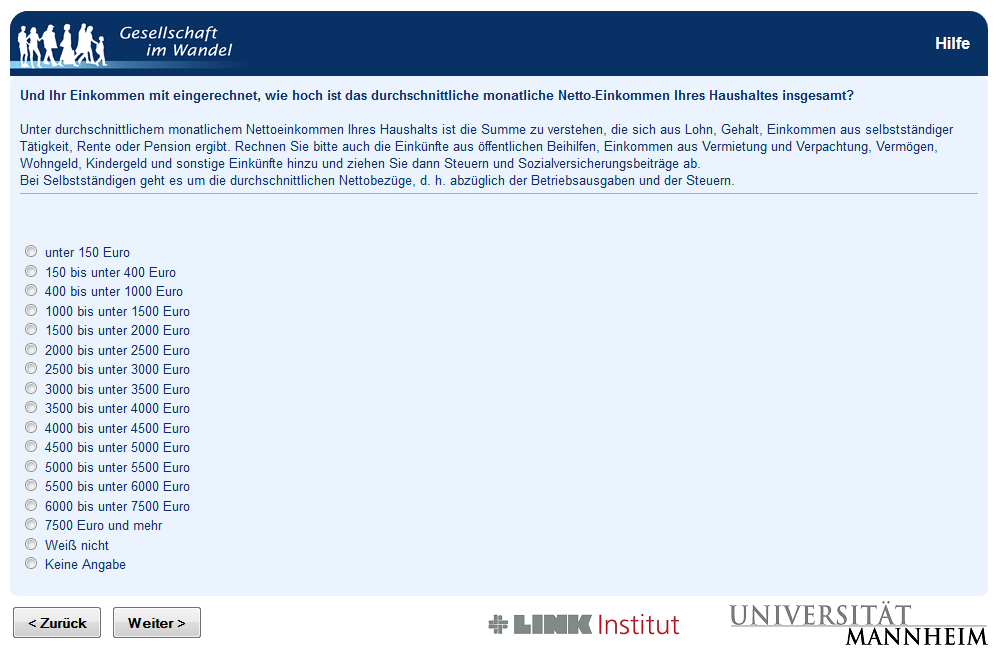 Gesellschaft
im Wandel
Hilfe
Und Ihr Einkommen mit eingerechnet, wie hoch ist das durchschnittliche monatliche Netto-Einkommen Ihres Haushaltes insgesamt?
Unter durchschnittlichem monatlichem Nettoeinkommen Ihres Haushalts ist die Summe zu verstehen, die sich aus Lohn, Gehalt, Einkommen aus selbstständiger
Tätigkeit, Rente oder Pension ergibt. Rechnen Sie bitte auch die Einkünfte aus öffentlichen Beihilfen, Einkommen aus Vermietung und Verpachtung, Vermögen,
Wohngeld, Kindergeld und sonstige Einkünfte hinzu und ziehen Sie dann Steuern und Sozialversicherungsbeiträge ab.
Bei Selbstständigen geht es um die durchschnittlichen Nettobezüge, d. h. abzüglich der Betriebsausgaben und der Steuern.
unter 150 Euro
150 bis unter 400 Euro
400 bis unter 1000 Euro
1000 bis unter 1500 Euro
1500 bis unter 2000 Euro
2000 bis unter 2500 Euro
2500 bis unter 3000 Euro
3000 bis unter 3500 Euro
3500 bis unter 4000 Euro
4000 bis unter 4500 Euro
4500 bis unter 5000 Euro
5000 bis unter 5500 Euro
5500 bis unter 6000 Euro
6000 bis unter 7500 Euro
7500 Euro und mehr
Weiß nicht
Keine Angabe
< Zurück
Weiter >
LINK Institut
UNIVERSITÄT
MANNHEIM